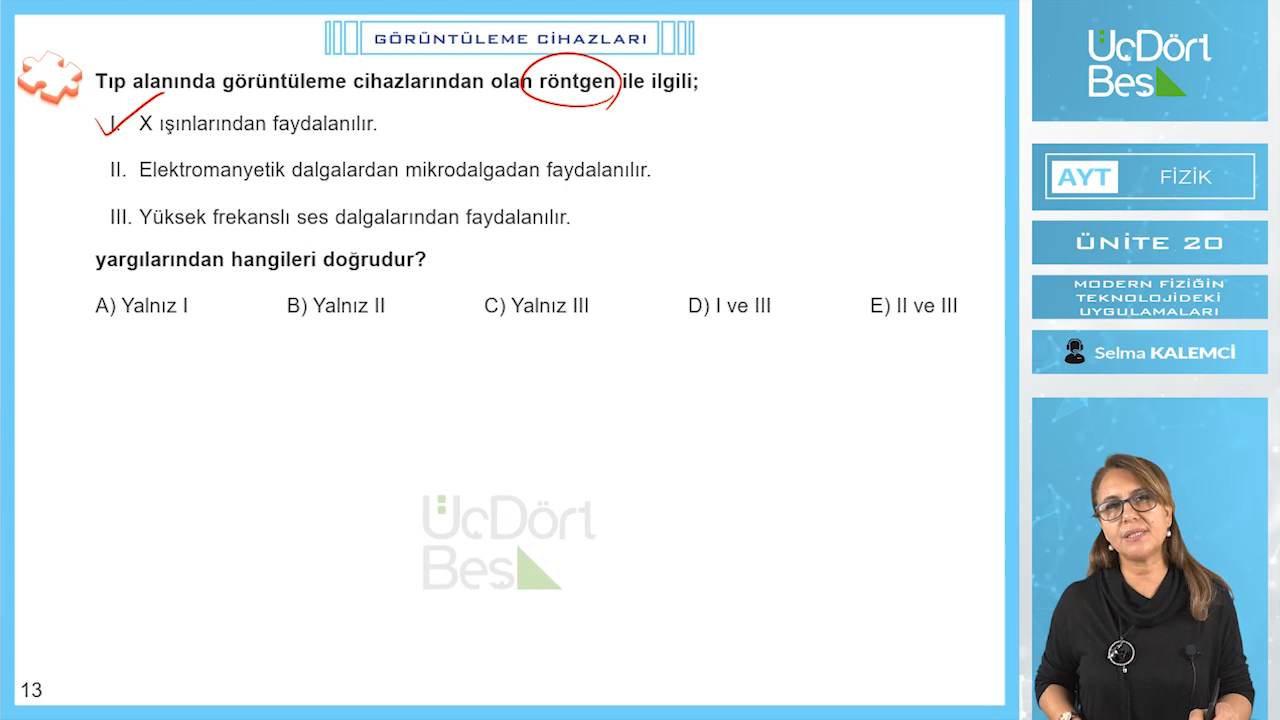 GÖRÜNTÜLEME CİHAZLARI
Tıp alanında görüntüleme cihazlarından olan röntgen ile ilgili;
I. X ışınlarından faydalanılır.
II. Elektromanyetik dalgalardan mikrodalgadan faydalanılır.
III. Yüksek frekanslı ses dalgalarından faydalanılır.
yargılarından hangileri doğrudur?
A) Yalnız I B) Yalnız II C) Yalnız III D) I ve III E) II ve III
ÜçDört
Beş
13
ÜçDört
Beş
AYT FİZİK
ÜNİTE 20
MODERN FİZİĞİN
TEKNOLOJİDEKİ
UYGULAMALARI
Selma KALEMCİ